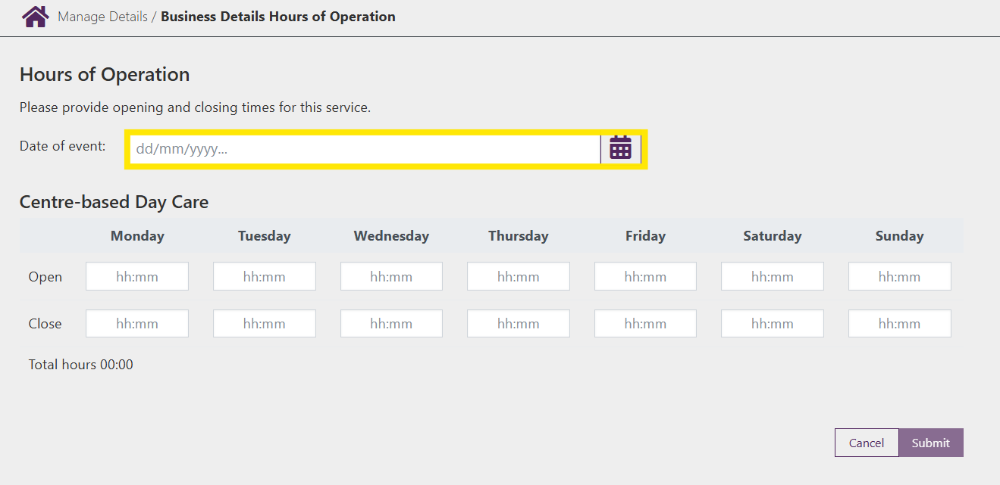 Manage Details / Business Details Hours of Operation
Hours of Operation
Please provide opening and closing times for this service.
Date of event: dd/mm/yyyy...
Centre-based Day Care
Monday Tuesday Wednesday Thursday Friday Saturday Sunday
Open hh:mm hh:mm hh:mm hh:mm hh:mm hh:mm hh:mm
Close hh:mm hh:mm hh:mm hh:mm hh:mm hh:mm hh:mm
Total hours 00:00
Cancel Submit